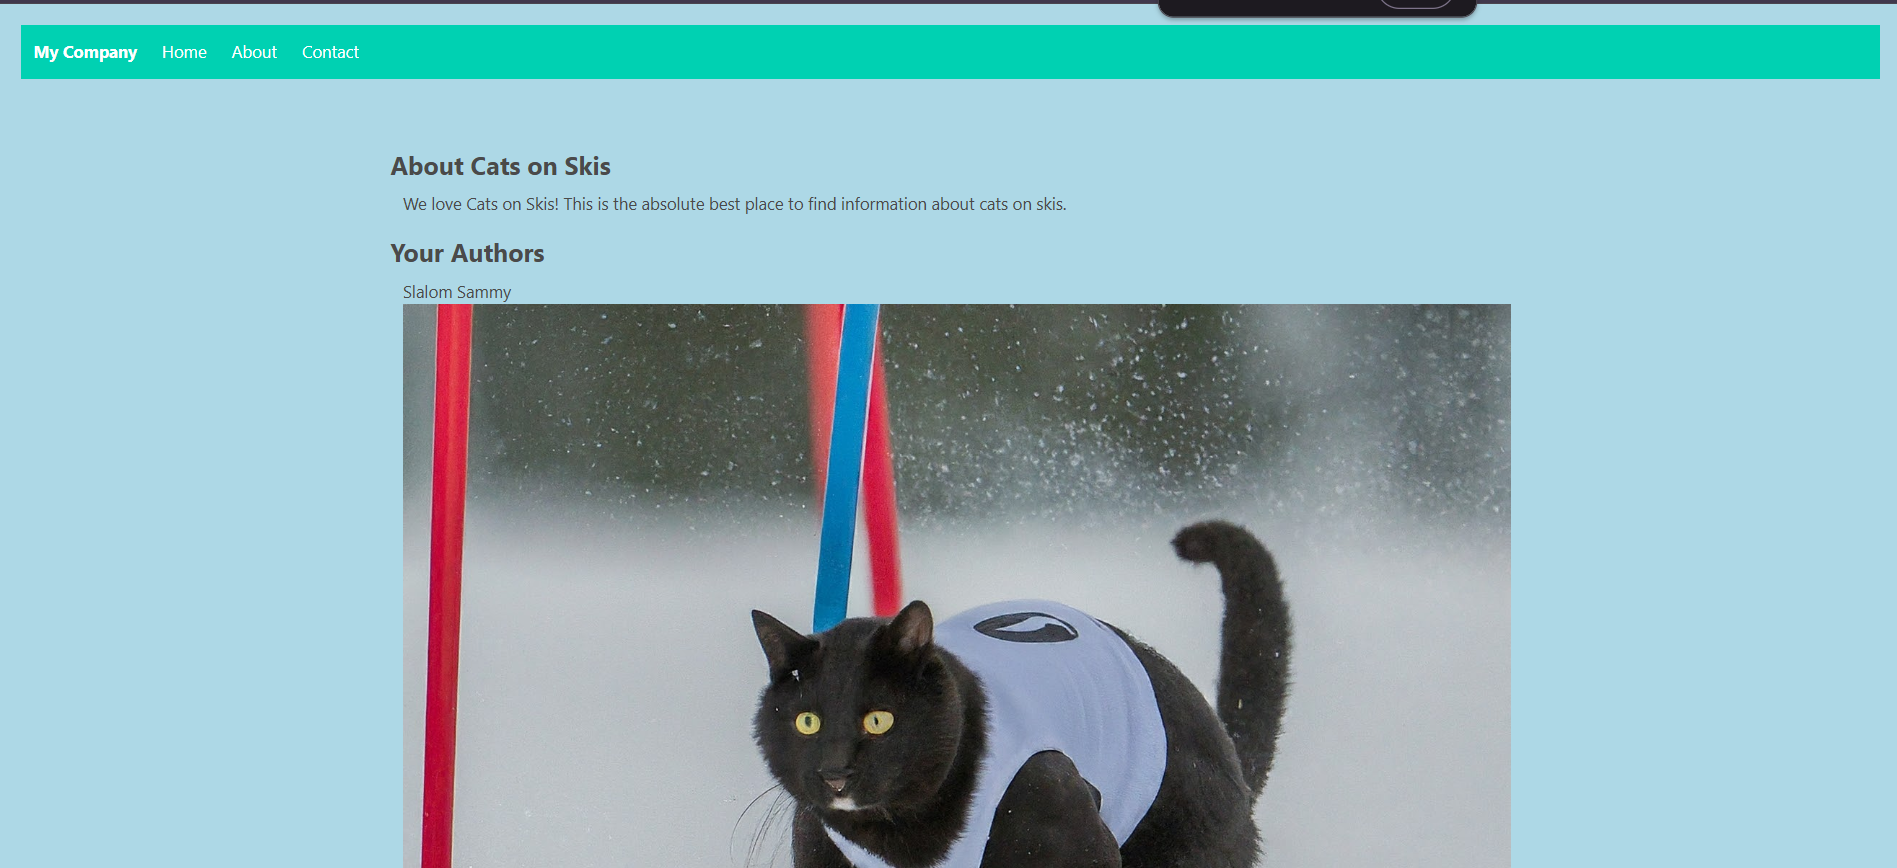 My Company Home About Contact
About Cats on Skis
We love Cats on Skis! This is the absolute best place to find information about cats on skis.
Your Authors
Slalom Sammy